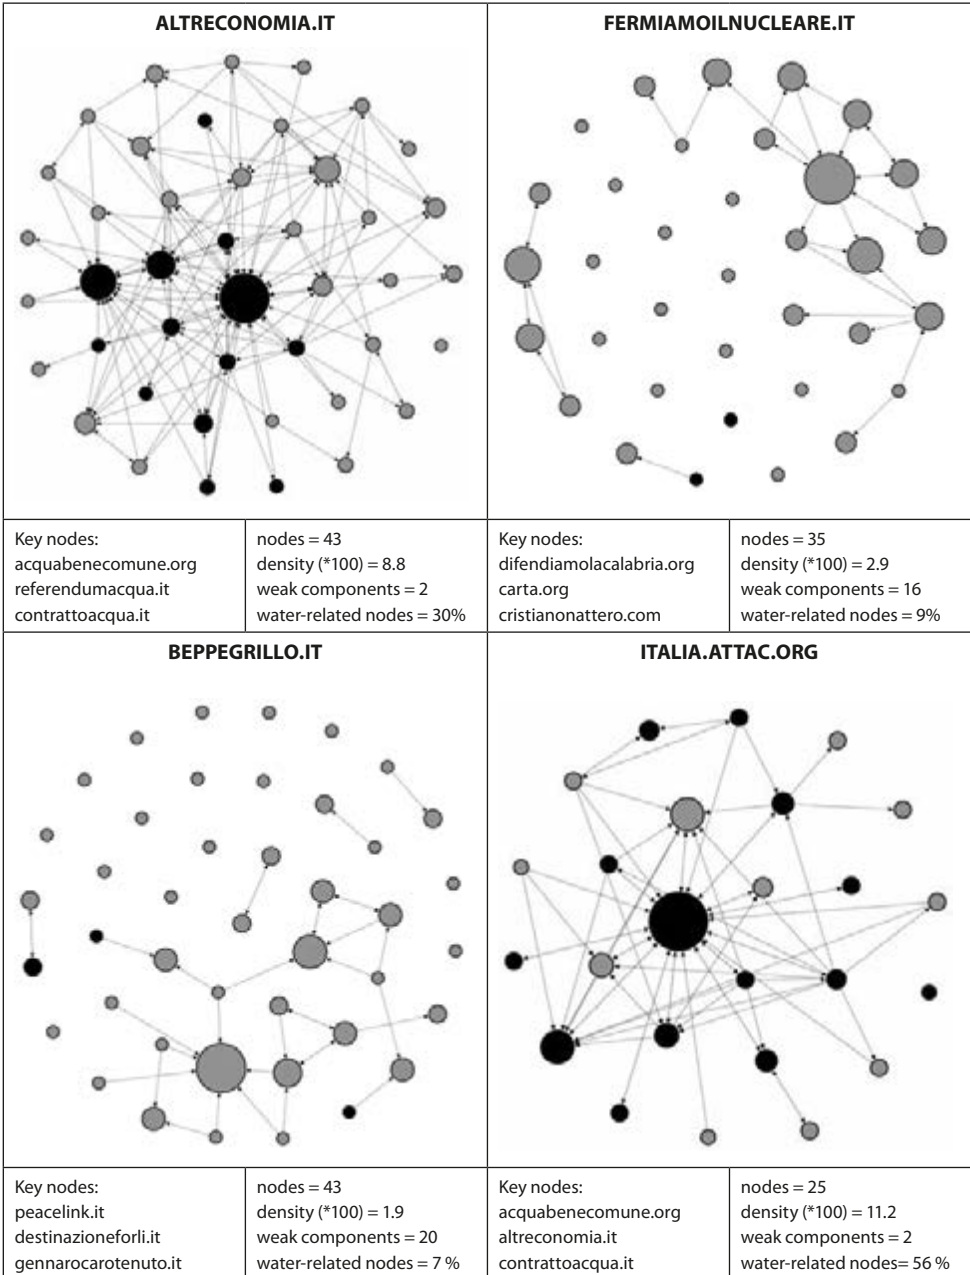 ALTRECONOMIA.IT
FERMIAMOILNUCLEARE.IT
Key nodes:
acquabenecomune.org
referendumacqua.it
contrattoacqua.it
nodes = 43
density (*100) = 8.8
weak components = 2
water-related nodes = 30%
Key nodes:
difendiamolacalabria.org
carta.org
cristianonattero.com
nodes = 35
density (*100) = 2.9
weak components = 16
water-related nodes = 9%
BEPPEGRILLO.IT
ITALIA.ATTAC.ORG
Key nodes:
peacelink.it
destinazioneforli.it
gennarocarotenuto.it
nodes = 43
density (*100) = 1.9
weak components = 20
water-related nodes = 7 %
Key nodes:
acquabenecomune.org
altreconomia.it
contrattoacqua.it
nodes = 25
density (*100) = 11.2
weak components = 2
water-related nodes= 56 %